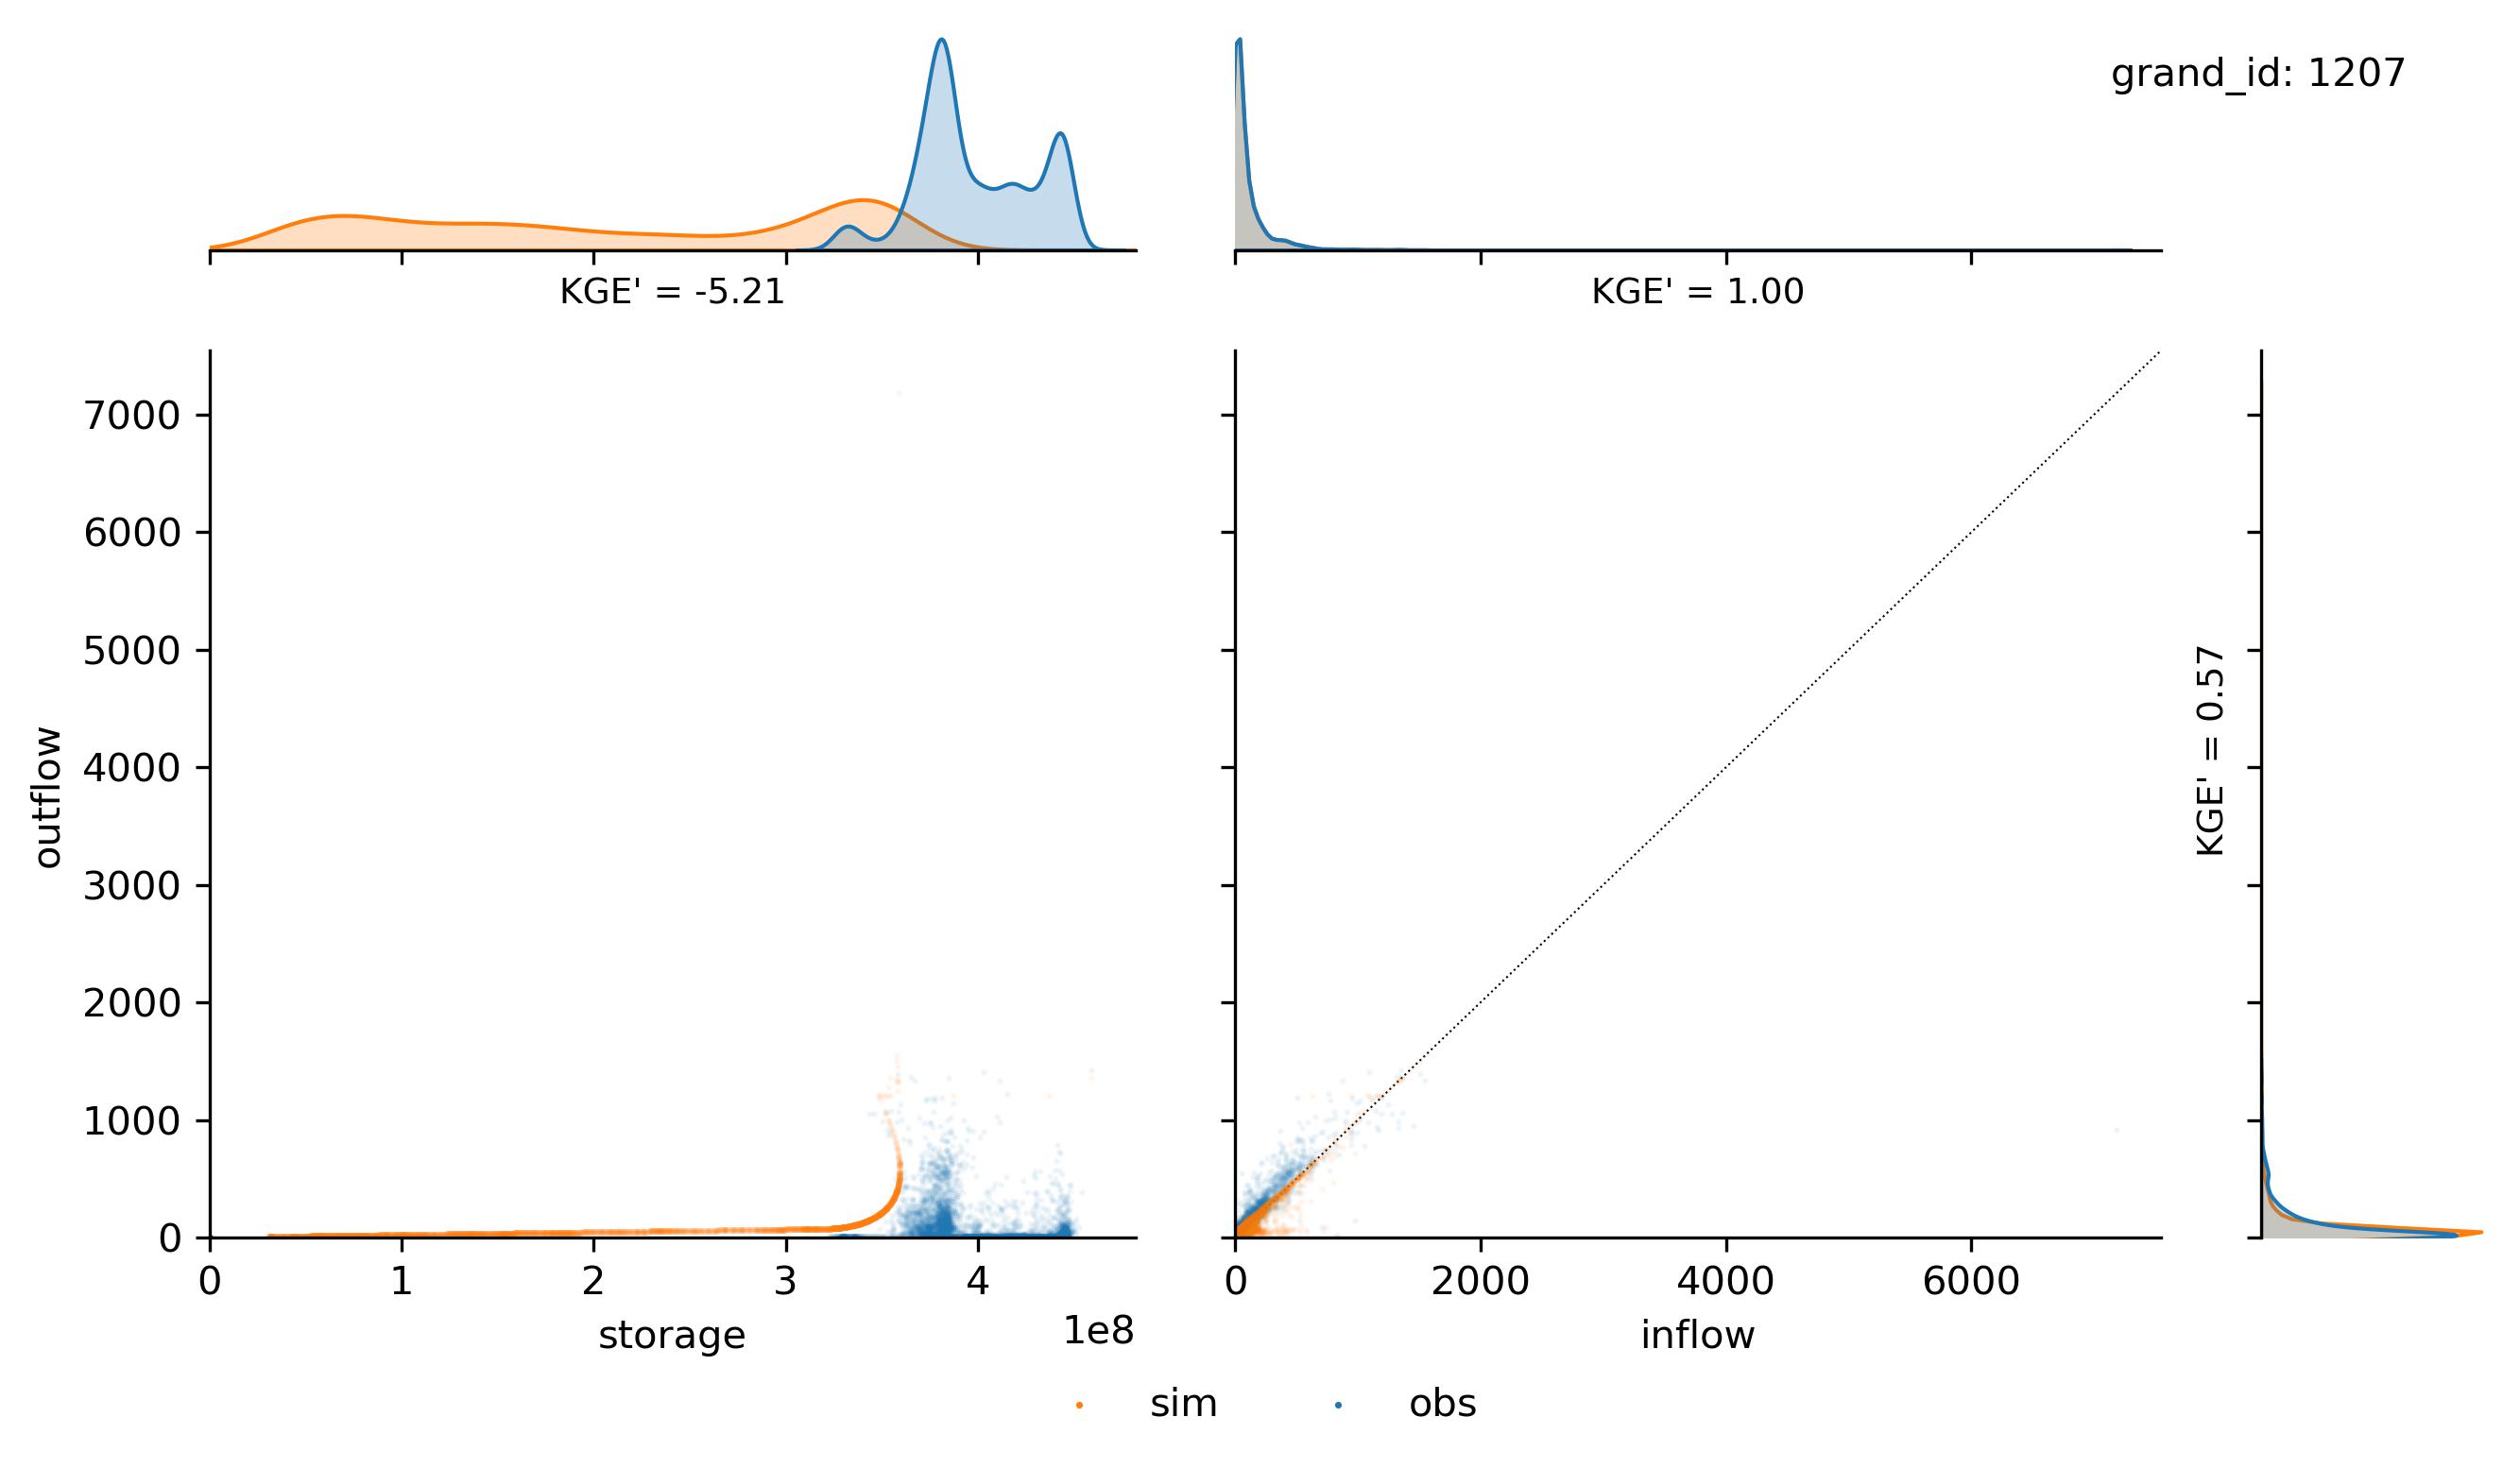 grand_id: 1207
KGE' = -5.21
KGE' = 1.00
7000
6000
5000
4000
3000
2000
1000
0
outflow
KGE' = 0.57
0 1 2 3 4
1e8
storage
0 2000 4000 6000
inflow
sim obs